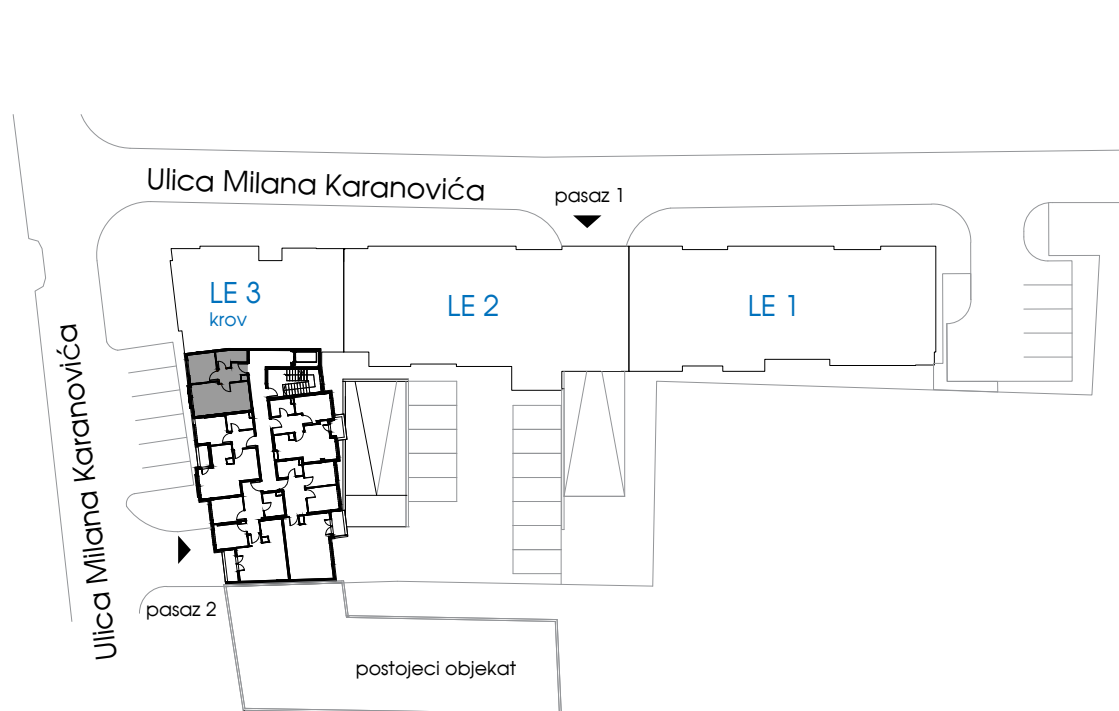 Ulica Milana Karanovića
pasaz 1
LE 3
krov
LE 2
LE 1
Ulica Milana Karanovića
pasaz 2
postojeci objekat